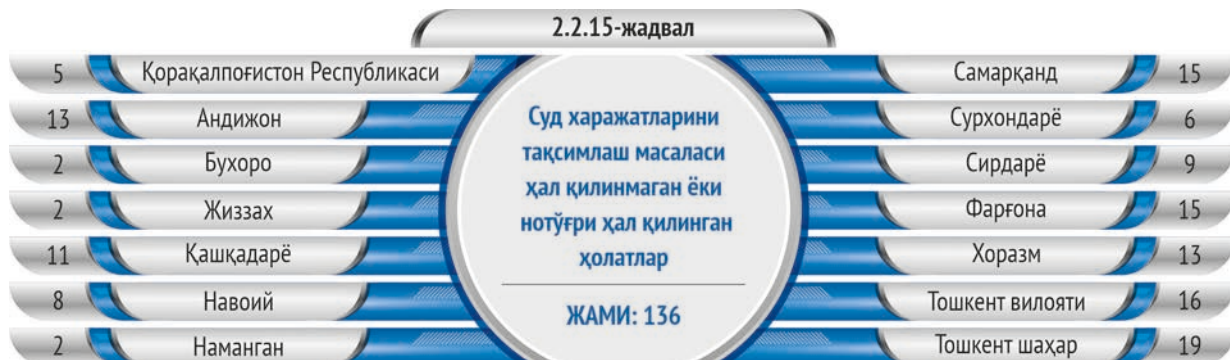 2.2.15-жадвал
5 Қорақалпоғистон Республикаси
13 Андижон
2 Бухоро
2 Жиззах
11 Қашқадарё
8 Навоий
2 Наманган
Суд харажатларини
тақсимлаш масаласи
ҳал қилинмаган ёки
нотўғри ҳал қилинган
ҳолатлар
ЖАМИ: 136
Самарқанд 15
Сурхондарё 6
Сирдарё 9
Фарғона 15
Хоразм 13
Тошкент вилояти 16
Тошкент шаҳар 19